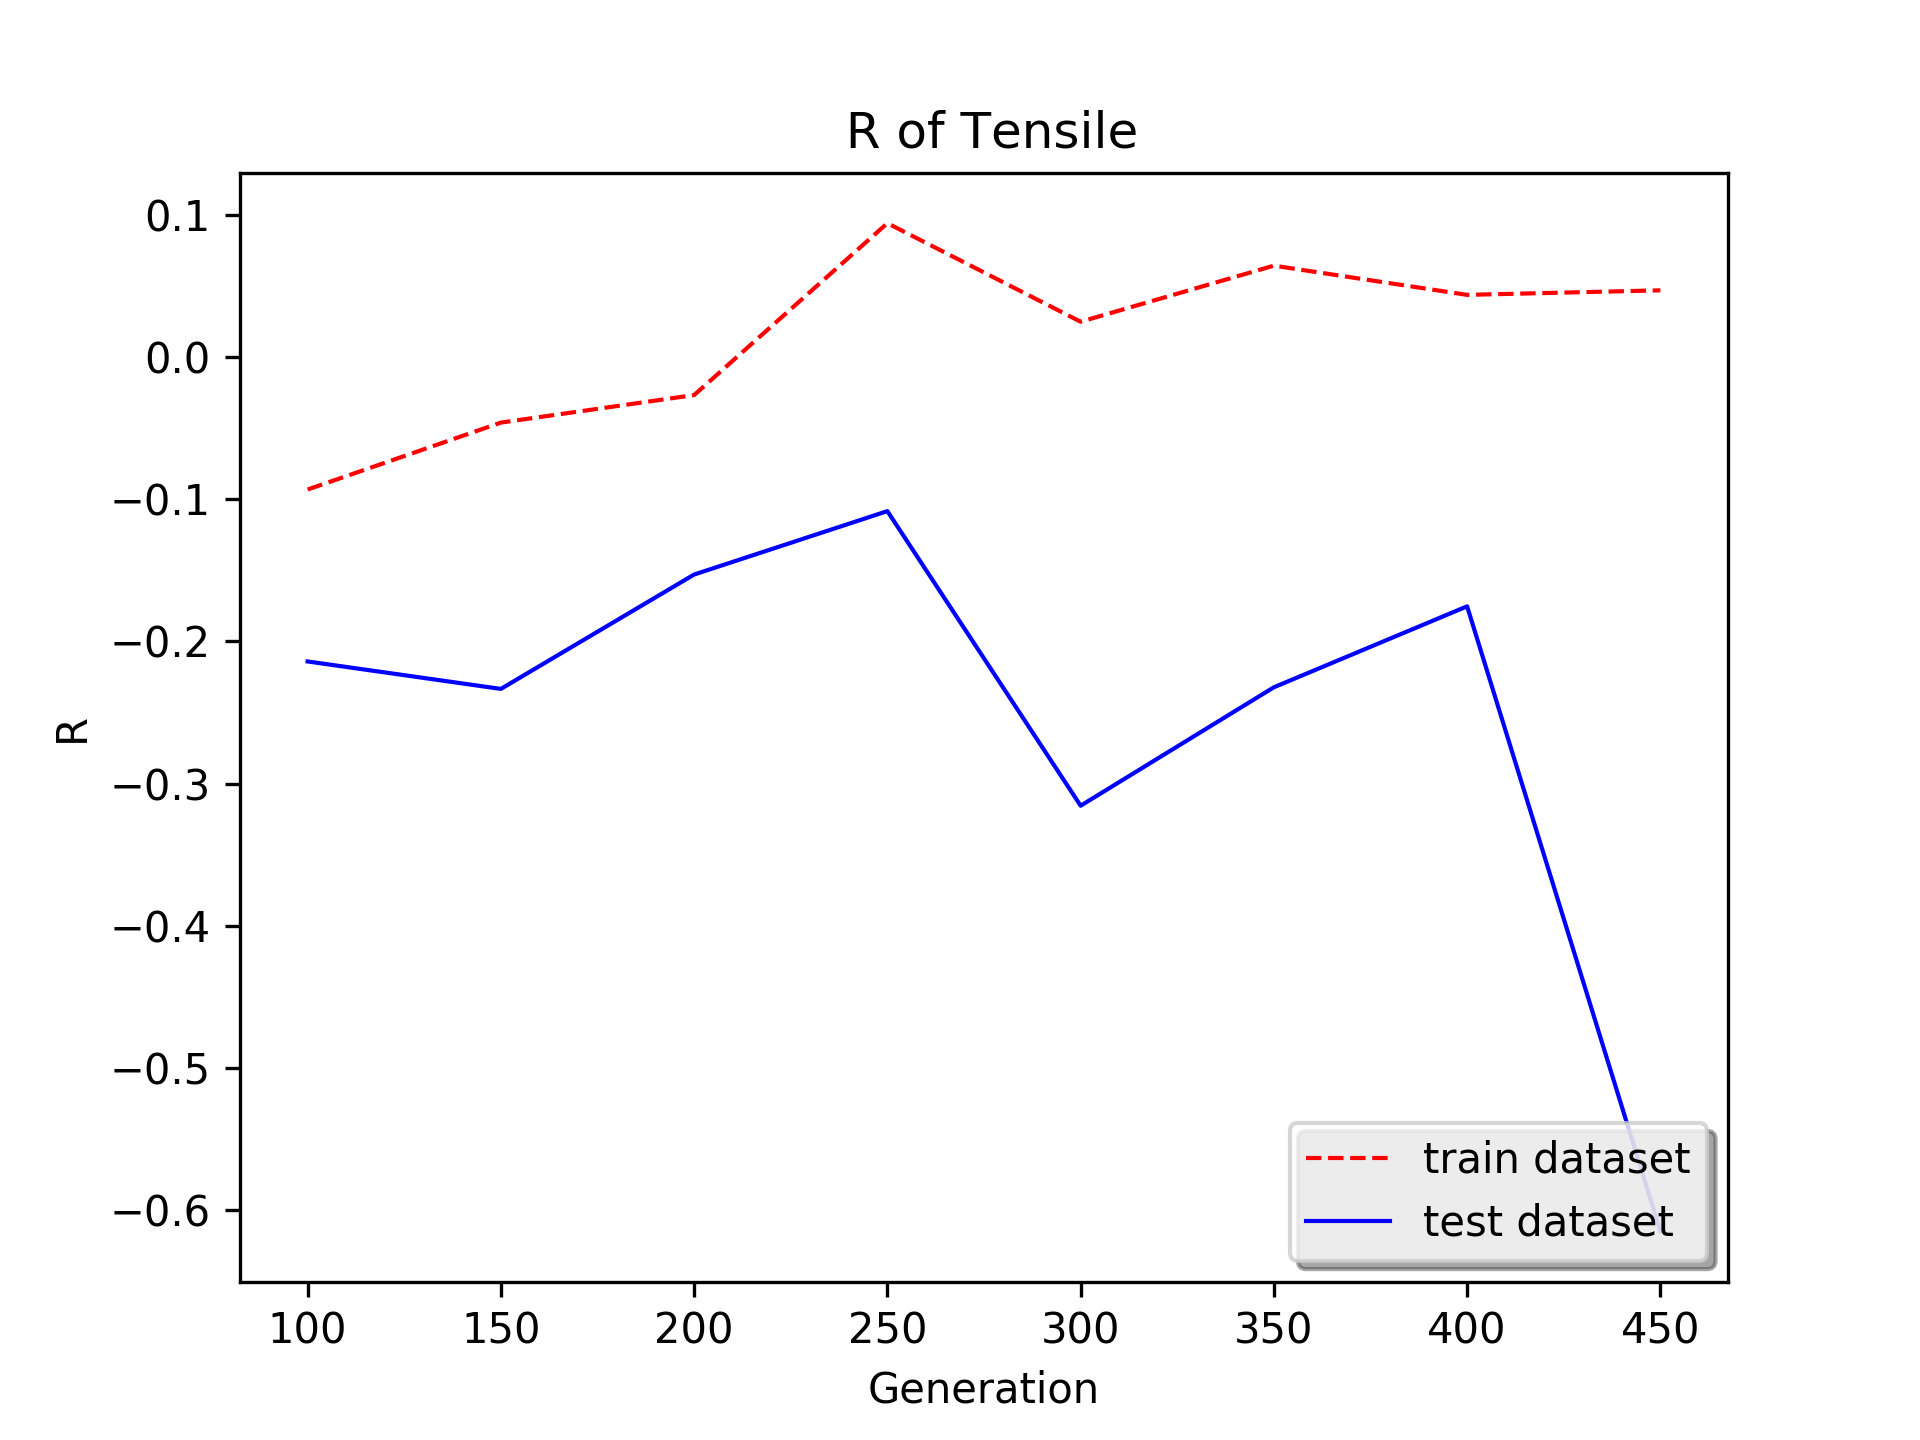 R of Tensile
0.1
0.0
−0.1
−0.2
−0.3
−0.4
−0.5
−0.6
R
train dataset
test dataset
100 150 200 250 300 350 400 450
Generation